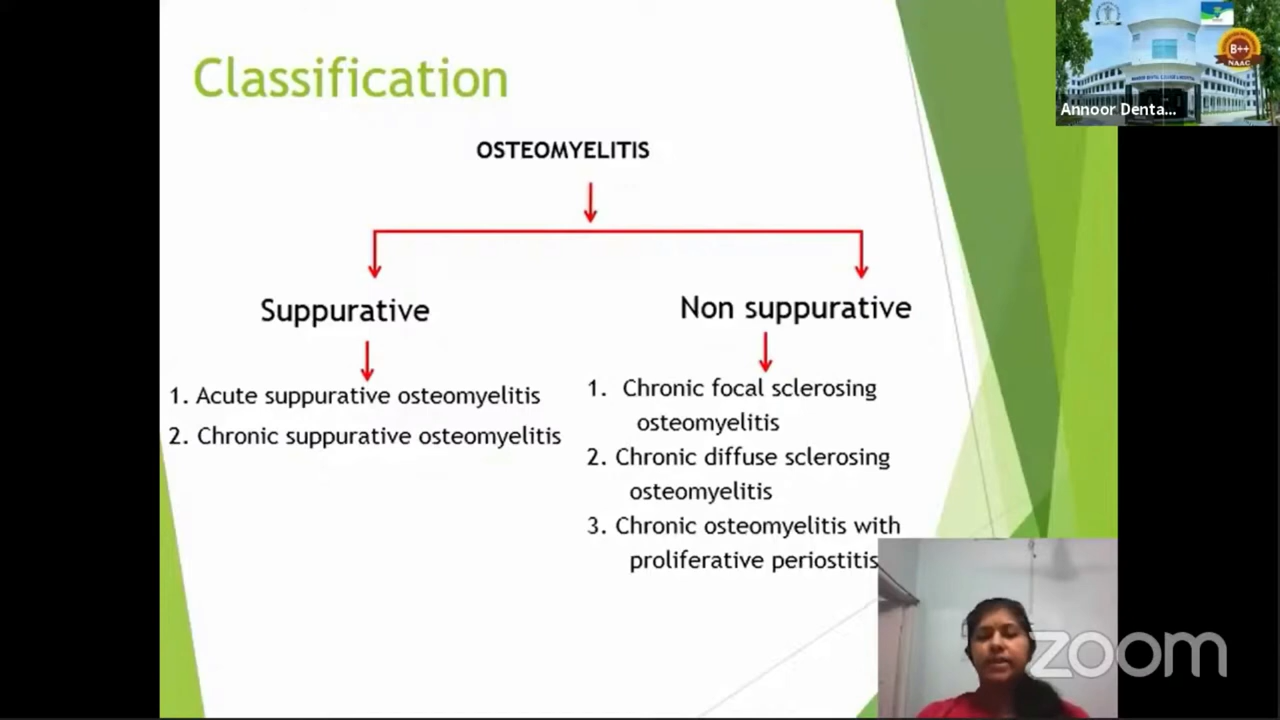 Classification
OSTEOMYELITIS
Suppurative
1. Acute suppurative osteomyelitis
2. Chronic suppurative osteomyelitis
Non suppurative
1. Chronic focal sclerosing
osteomyelitis
2. Chronic diffuse sclerosing
osteomyelitis
3. Chronic osteomyelitis with
proliferative periostitis
B++
NAAC
Annoor Denta...
zoom